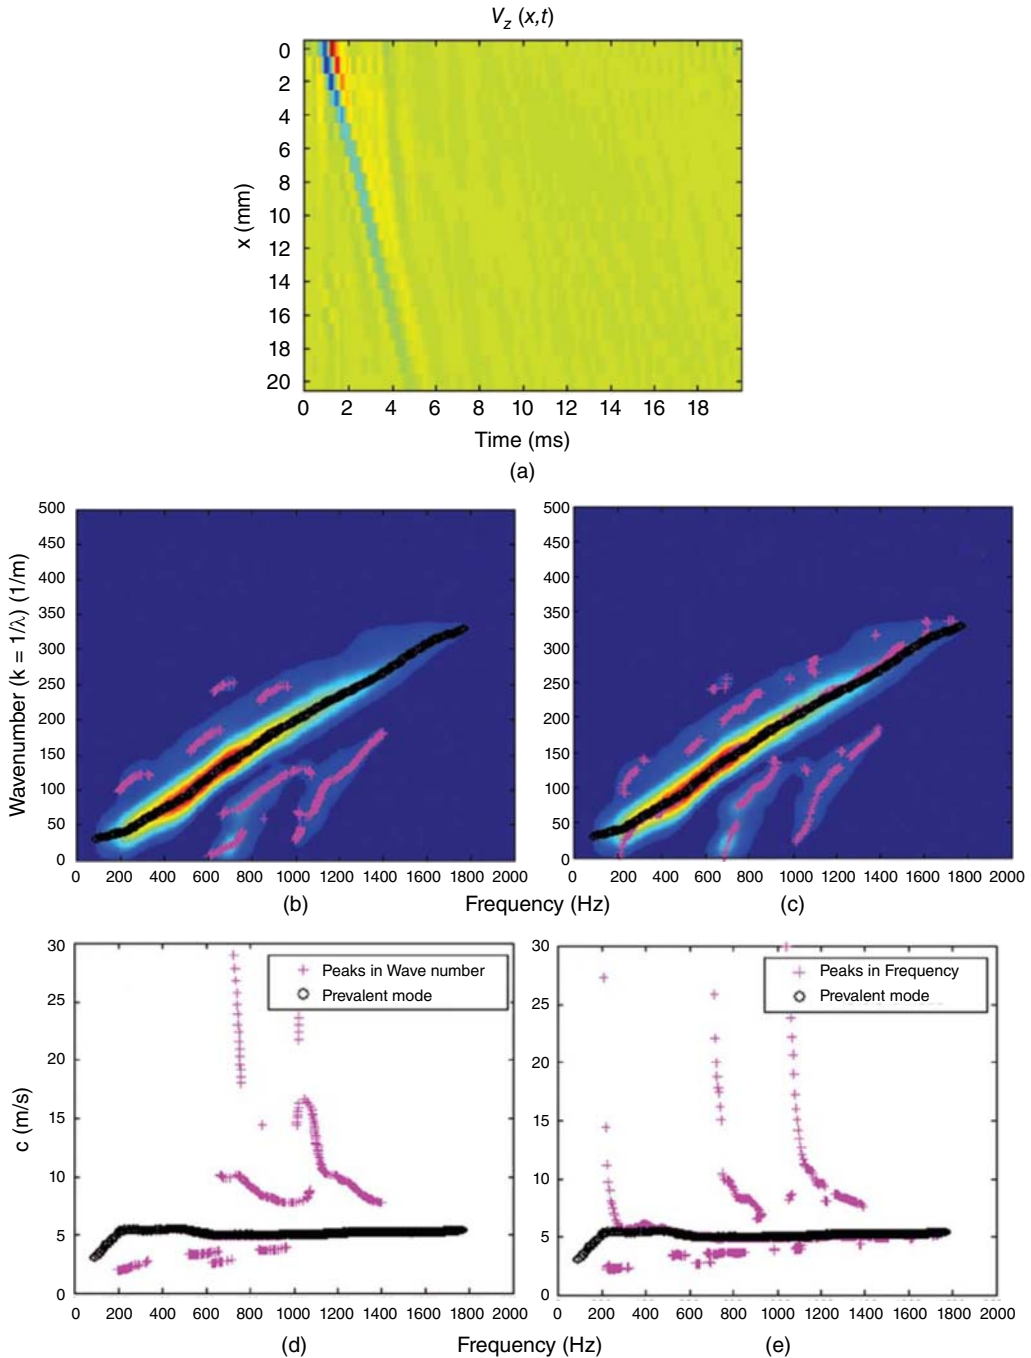 V_z (x,t)
0
2
4
6
8
10
12
14
16
18
20
x (mm)
0 2 4 6 8 10 12 14 16 18
Time (ms)
(a)
500
450
400
350
300
250
200
150
100
50
0
Wavenumber (k = 1/λ) (1/m)
0 200 400 600 800 1000 1200 1400 1600 1800 2000
500
450
400
350
300
250
200
150
100
50
0
0 200 400 600 800 1000 1200 1400 1600 1800 2000
(b) Frequency (Hz) (c)
30
25
20
15
10
5
0
c (m/s)
Peaks in Wave number
Prevalent mode
0 200 400 600 800 1000 1200 1400 1600 1800 2000
30
25
20
15
10
5
0
Peaks in Frequency
Prevalent mode
0 200 400 600 800 1000 1200 1400 1600 1800 2000
(d) Frequency (Hz) (e)